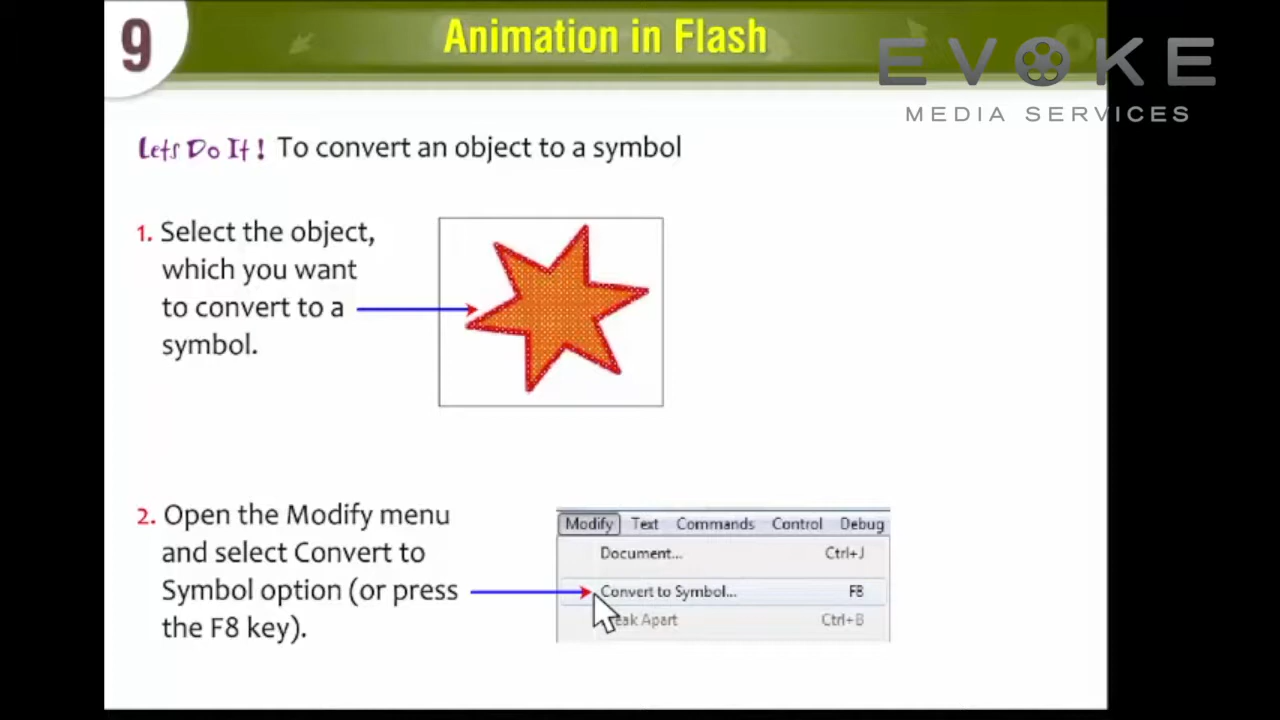 9
Animation in Flash
EVOKE
MEDIA SERVICES
Lets Do It! To convert an object to a symbol
1. Select the object,
which you want
to convert to a
symbol.
2. Open the Modify menu
and select Convert to
Symbol option (or press
the F8 key).
Modify Text Commands Control Debug
Document... Ctrl+J
Convert to Symbol... F8
Apart Ctrl+B